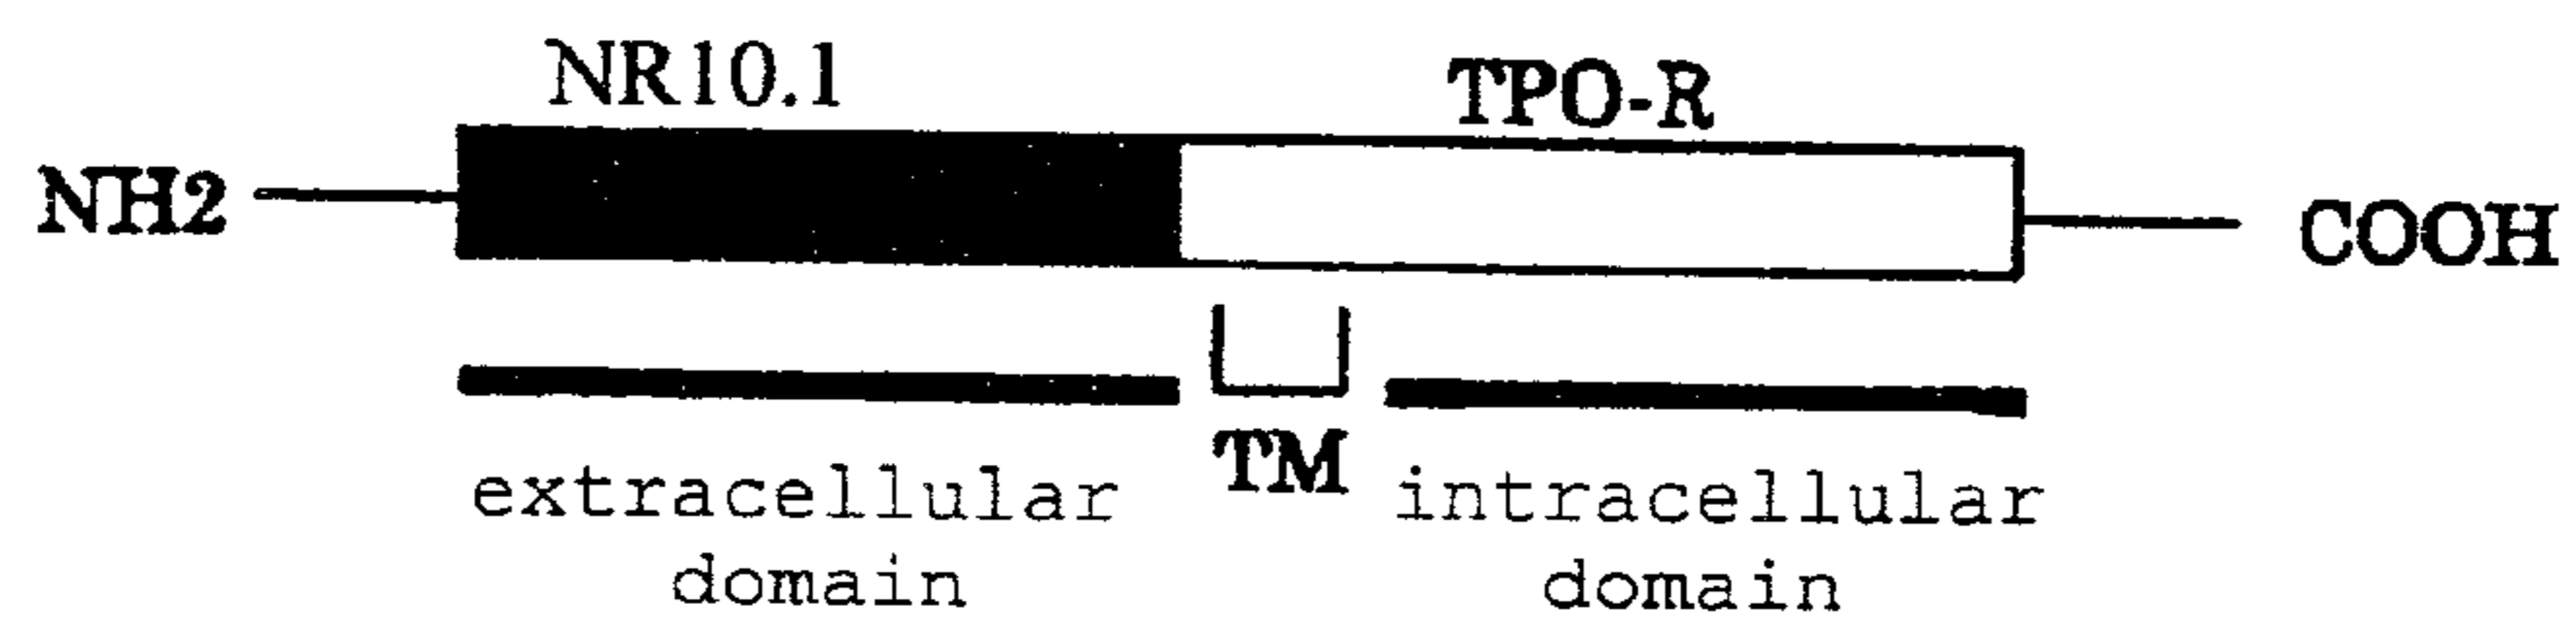 NR10.1
TPO-R
NH2
COOH
TM
extracellular
domain
intracellular
domain